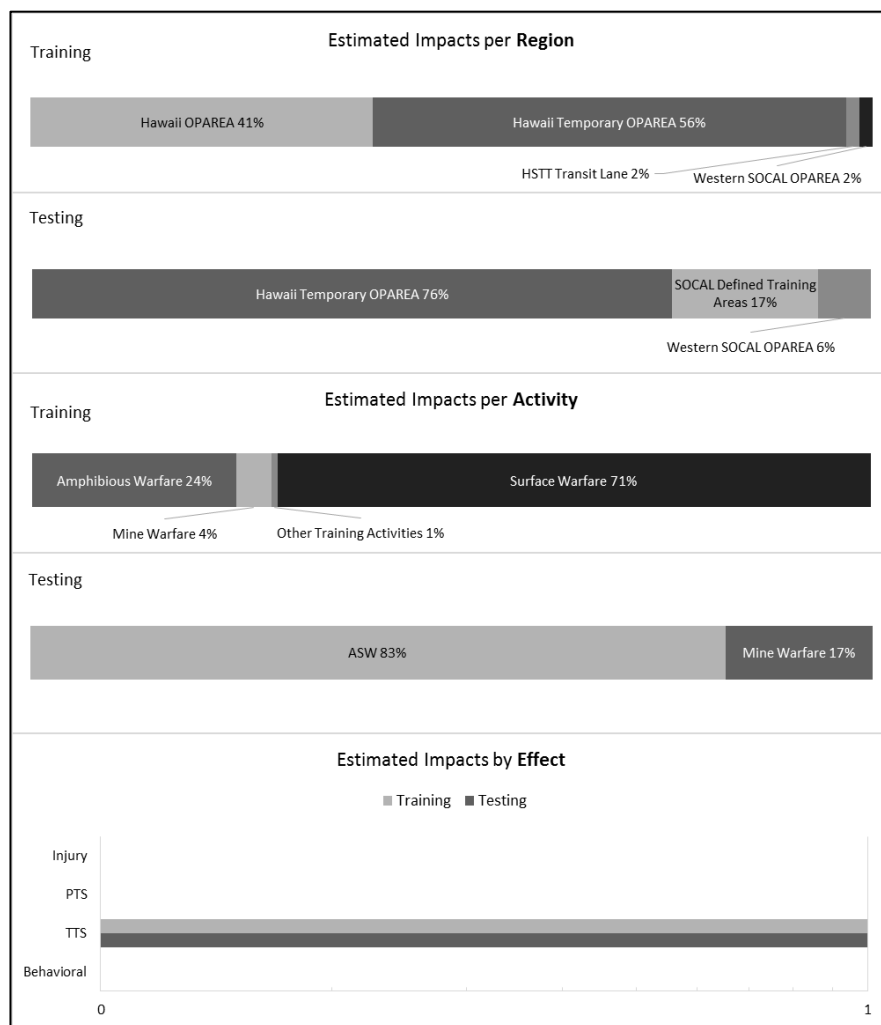 Estimated Impacts per Region
Training
Hawaii OPAREA 41%
Hawaii Temporary OPAREA 56%
HSTT Transit Lane 2%
Western SOCAL OPAREA 2%
Testing
Hawaii Temporary OPAREA 76%
SOCAL Defined Training
Areas 17%
Western SOCAL OPAREA 6%
Estimated Impacts per Activity
Training
Amphibious Warfare 24%
Surface Warfare 71%
Mine Warfare 4%
Other Training Activities 1%
Testing
ASW 83%
Mine Warfare 17%
Estimated Impacts by Effect
Training
Testing
Injury
PTS
TTS
Behavioral
0
1